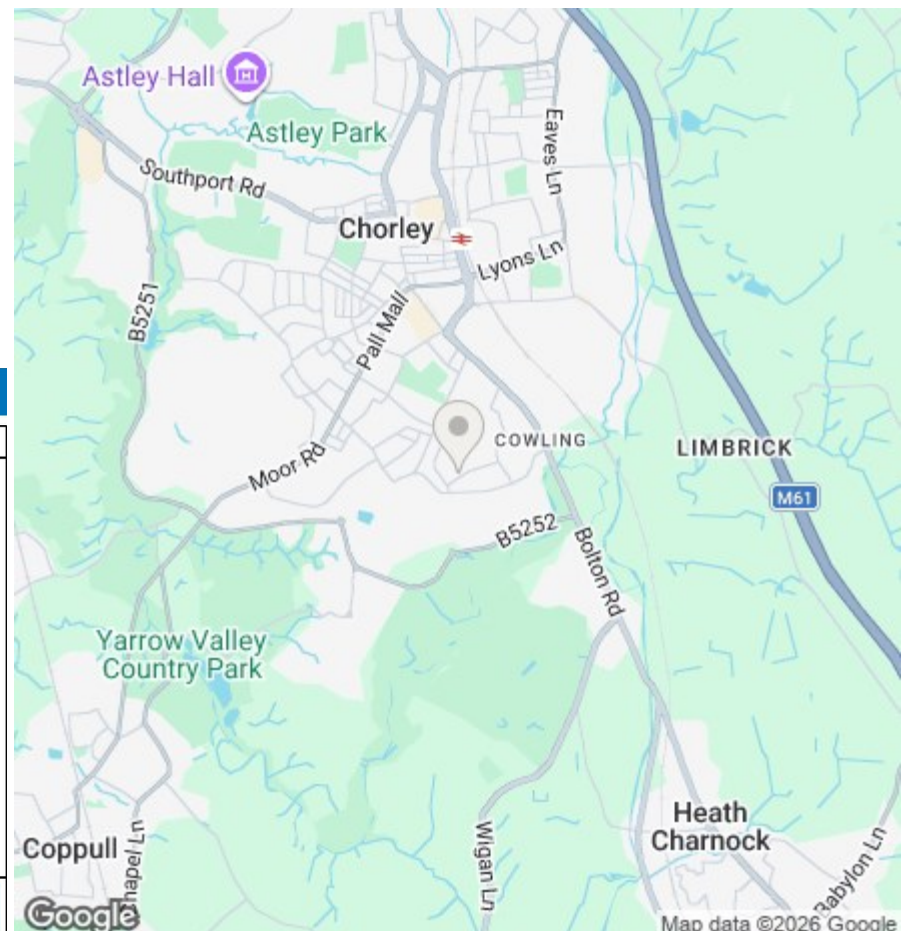 Astley Hall
Astley Park
Eaves Ln
Southport Rd
Chorley
Lyons Ln
B5251
Pall Mall
COWLING
LIMBRICK
Moor Rd
M61
B5252
Bolton Rd
Yarrow Valley
Country Park
Heath
Charnock
Coppull
hapel Ln
Wigan Ln
Babylon Ln
Google
Map data ©2026 Google